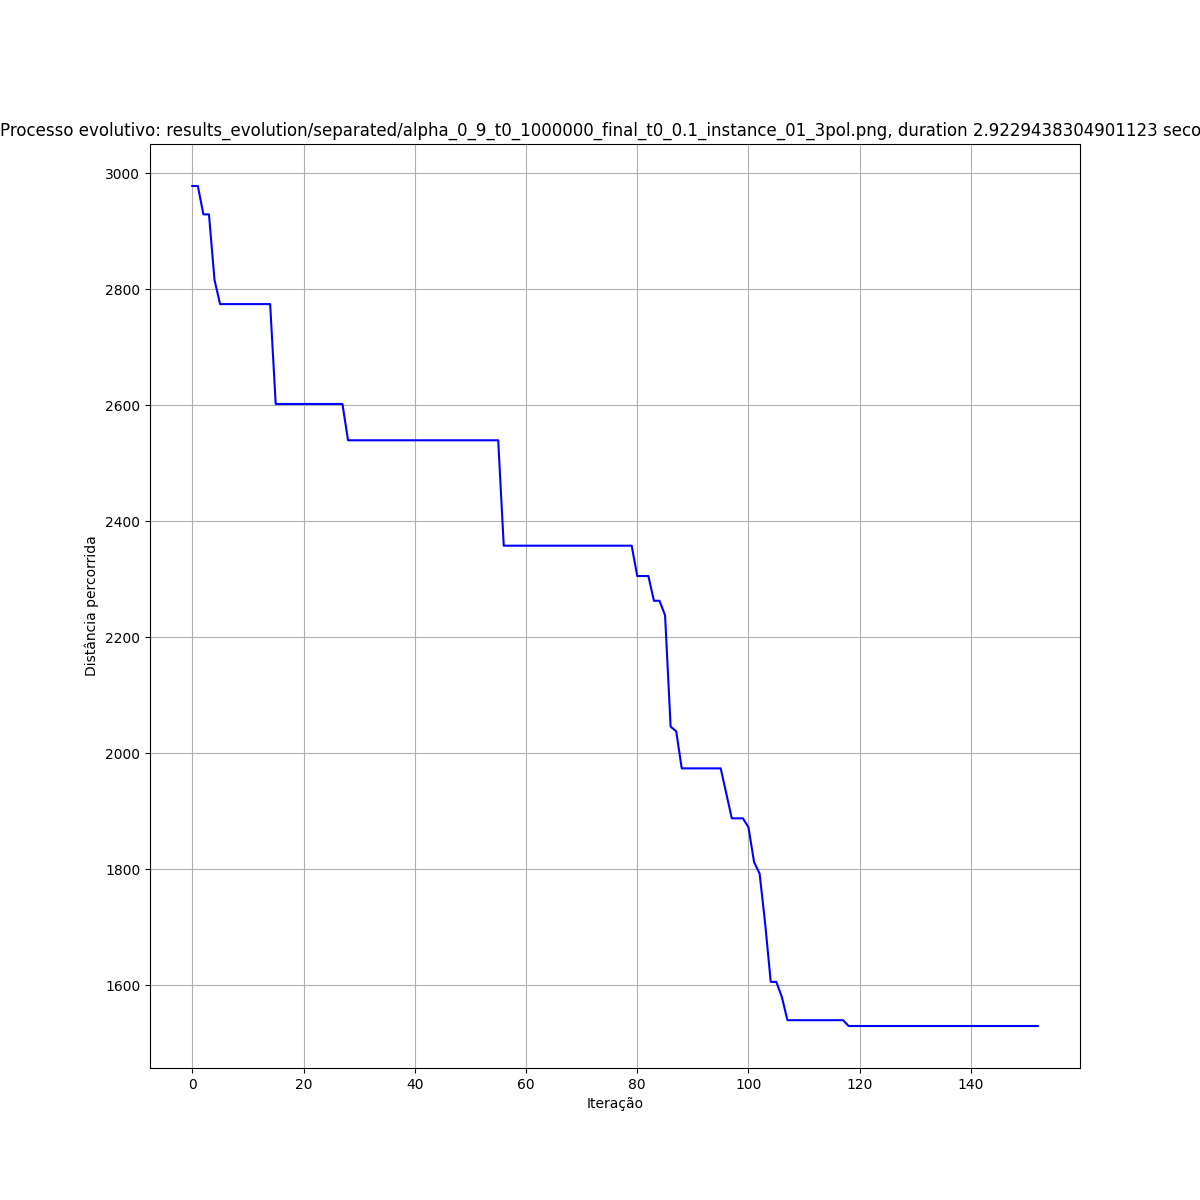 Processo evolutivo: results_evolution/separated/alpha_0_9_t0_1000000_final_t0_0.1_instance_01_3pol.png, duration 2.9229438304901123 seco
3000
2800
2600
2400
2200
2000
1800
1600
Distância percorrida
0 20 40 60 80 100 120 140
Iteração